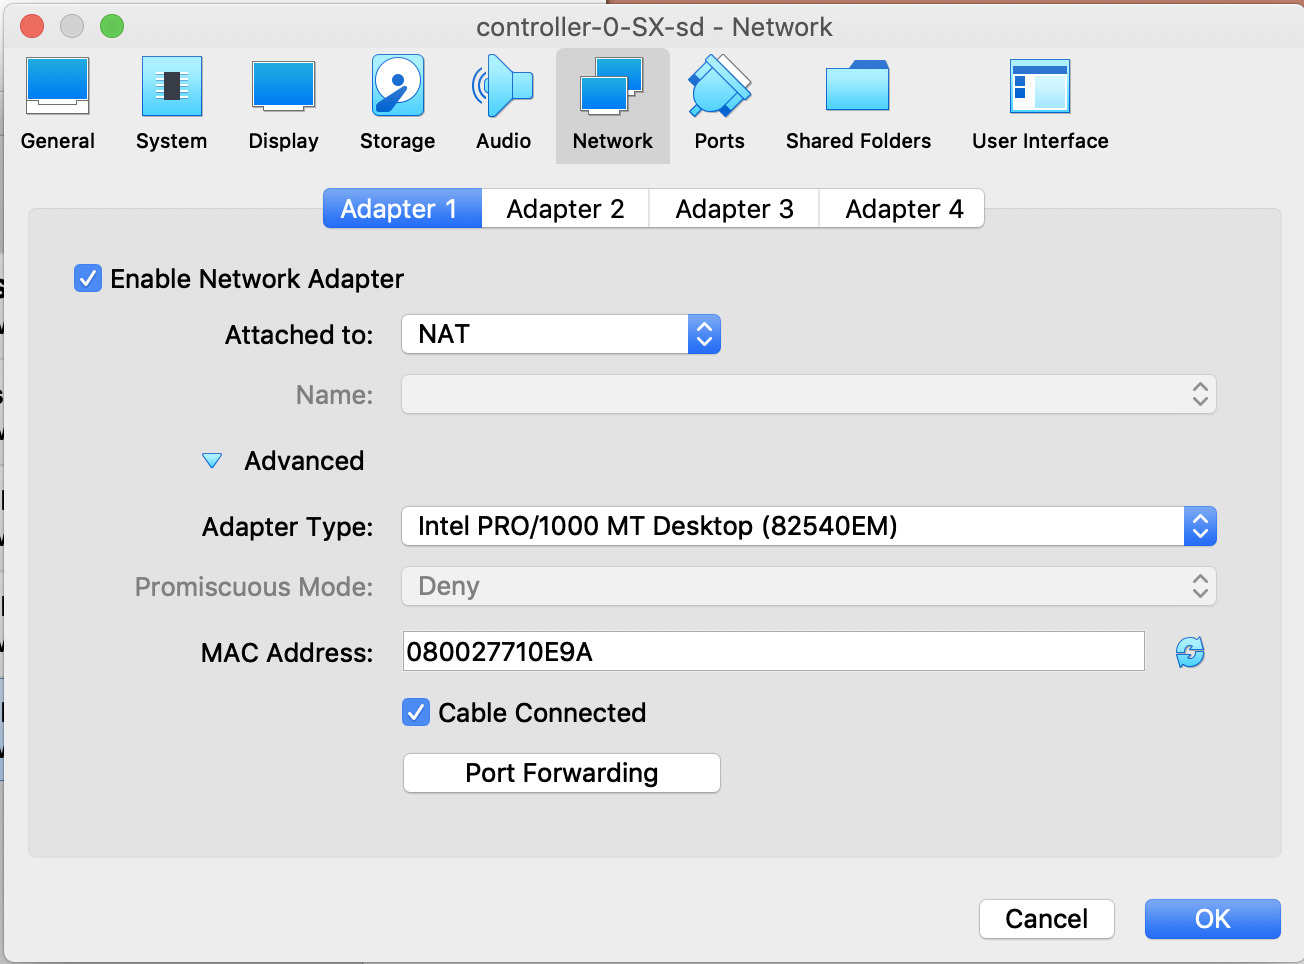 controller-0-SX-sd - Network
General System Display Storage Audio Network Ports Shared Folders User Interface
Adapter 1 Adapter 2 Adapter 3 Adapter 4
Enable Network Adapter
Attached to: NAT
Name:
Advanced
Adapter Type: Intel PRO/1000 MT Desktop (82540EM)
Promiscuous Mode: Deny
MAC Address: 080027710E9A
Cable Connected
Port Forwarding
Cancel OK